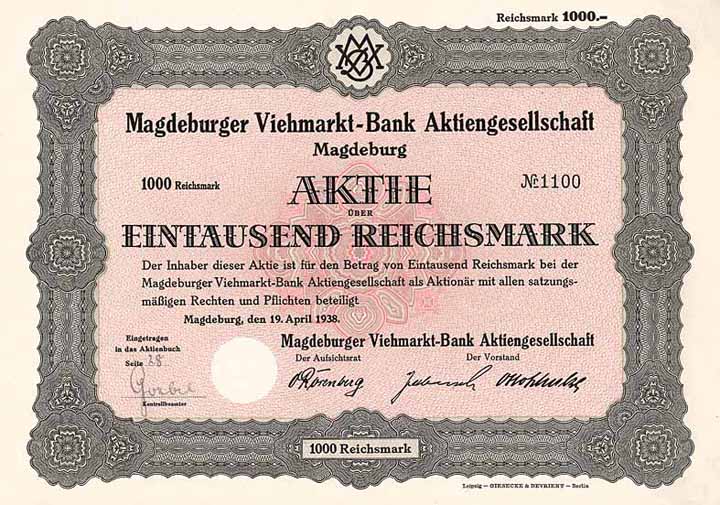 Reichsmark 1000.–
Magdeburger Viehmarkt-Bank Aktiengesellschaft
Magdeburg
1000 Reichsmark
AKTIE
№ 1100
ÜBER
EINTAUSEND REICHSMARK
Der Inhaber dieser Aktie ist für den Betrag von Eintausend Reichsmark bei der
Magdeburger Viehmarkt-Bank Aktiengesellschaft als Aktionär mit allen satzungs-
mäßigen Rechten und Pflichten beteiligt
Magdeburg, den 19. April 1938.
Eingetragen
in das Aktienbuch
Seite 28
Kontrollbeamter
Magdeburger Viehmarkt-Bank Aktiengesellschaft
Der Aufsichtsrat Der Vorstand
1000 Reichsmark
Leipzig – GIESECKE & DEVRIENT – Berlin